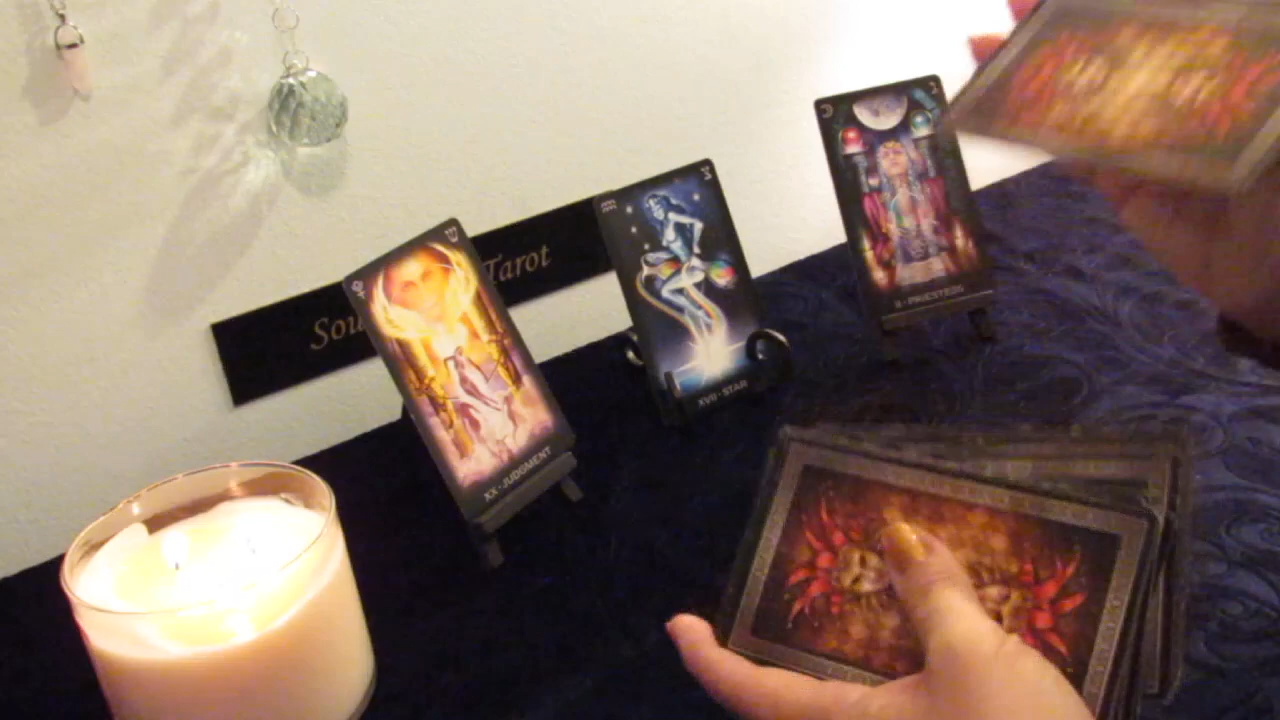 Sou
Tarot
XX • JUDGMENT
XVII • STAR
II • PRIESTESS